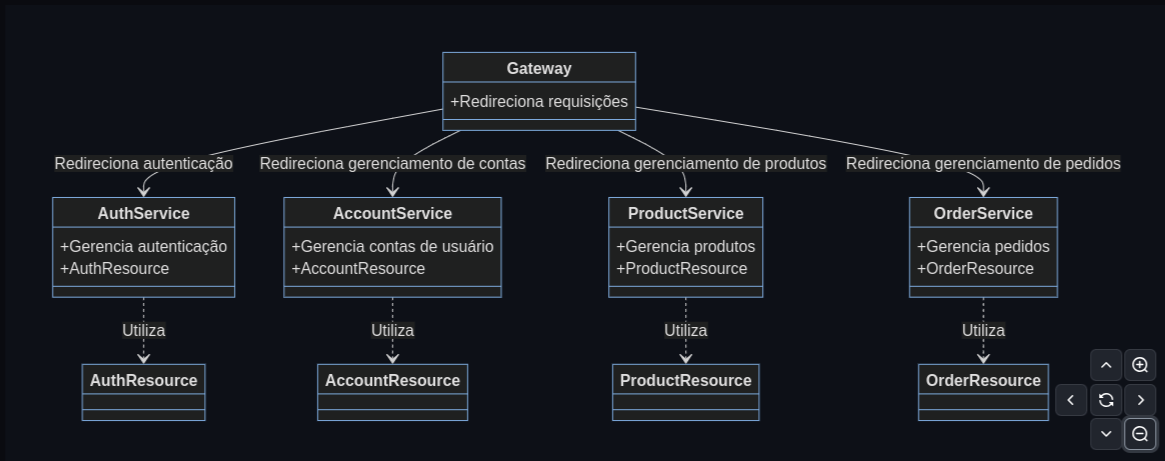 Gateway
+Redireciona requisições
Redireciona autenticação
Redireciona gerenciamento de contas
Redireciona gerenciamento de produtos
Redireciona gerenciamento de pedidos
AuthService
+Gerencia autenticação
+AuthResource
AccountService
+Gerencia contas de usuário
+AccountResource
ProductService
+Gerencia produtos
+ProductResource
OrderService
+Gerencia pedidos
+OrderResource
Utiliza
Utiliza
Utiliza
Utiliza
AuthResource
AccountResource
ProductResource
OrderResource